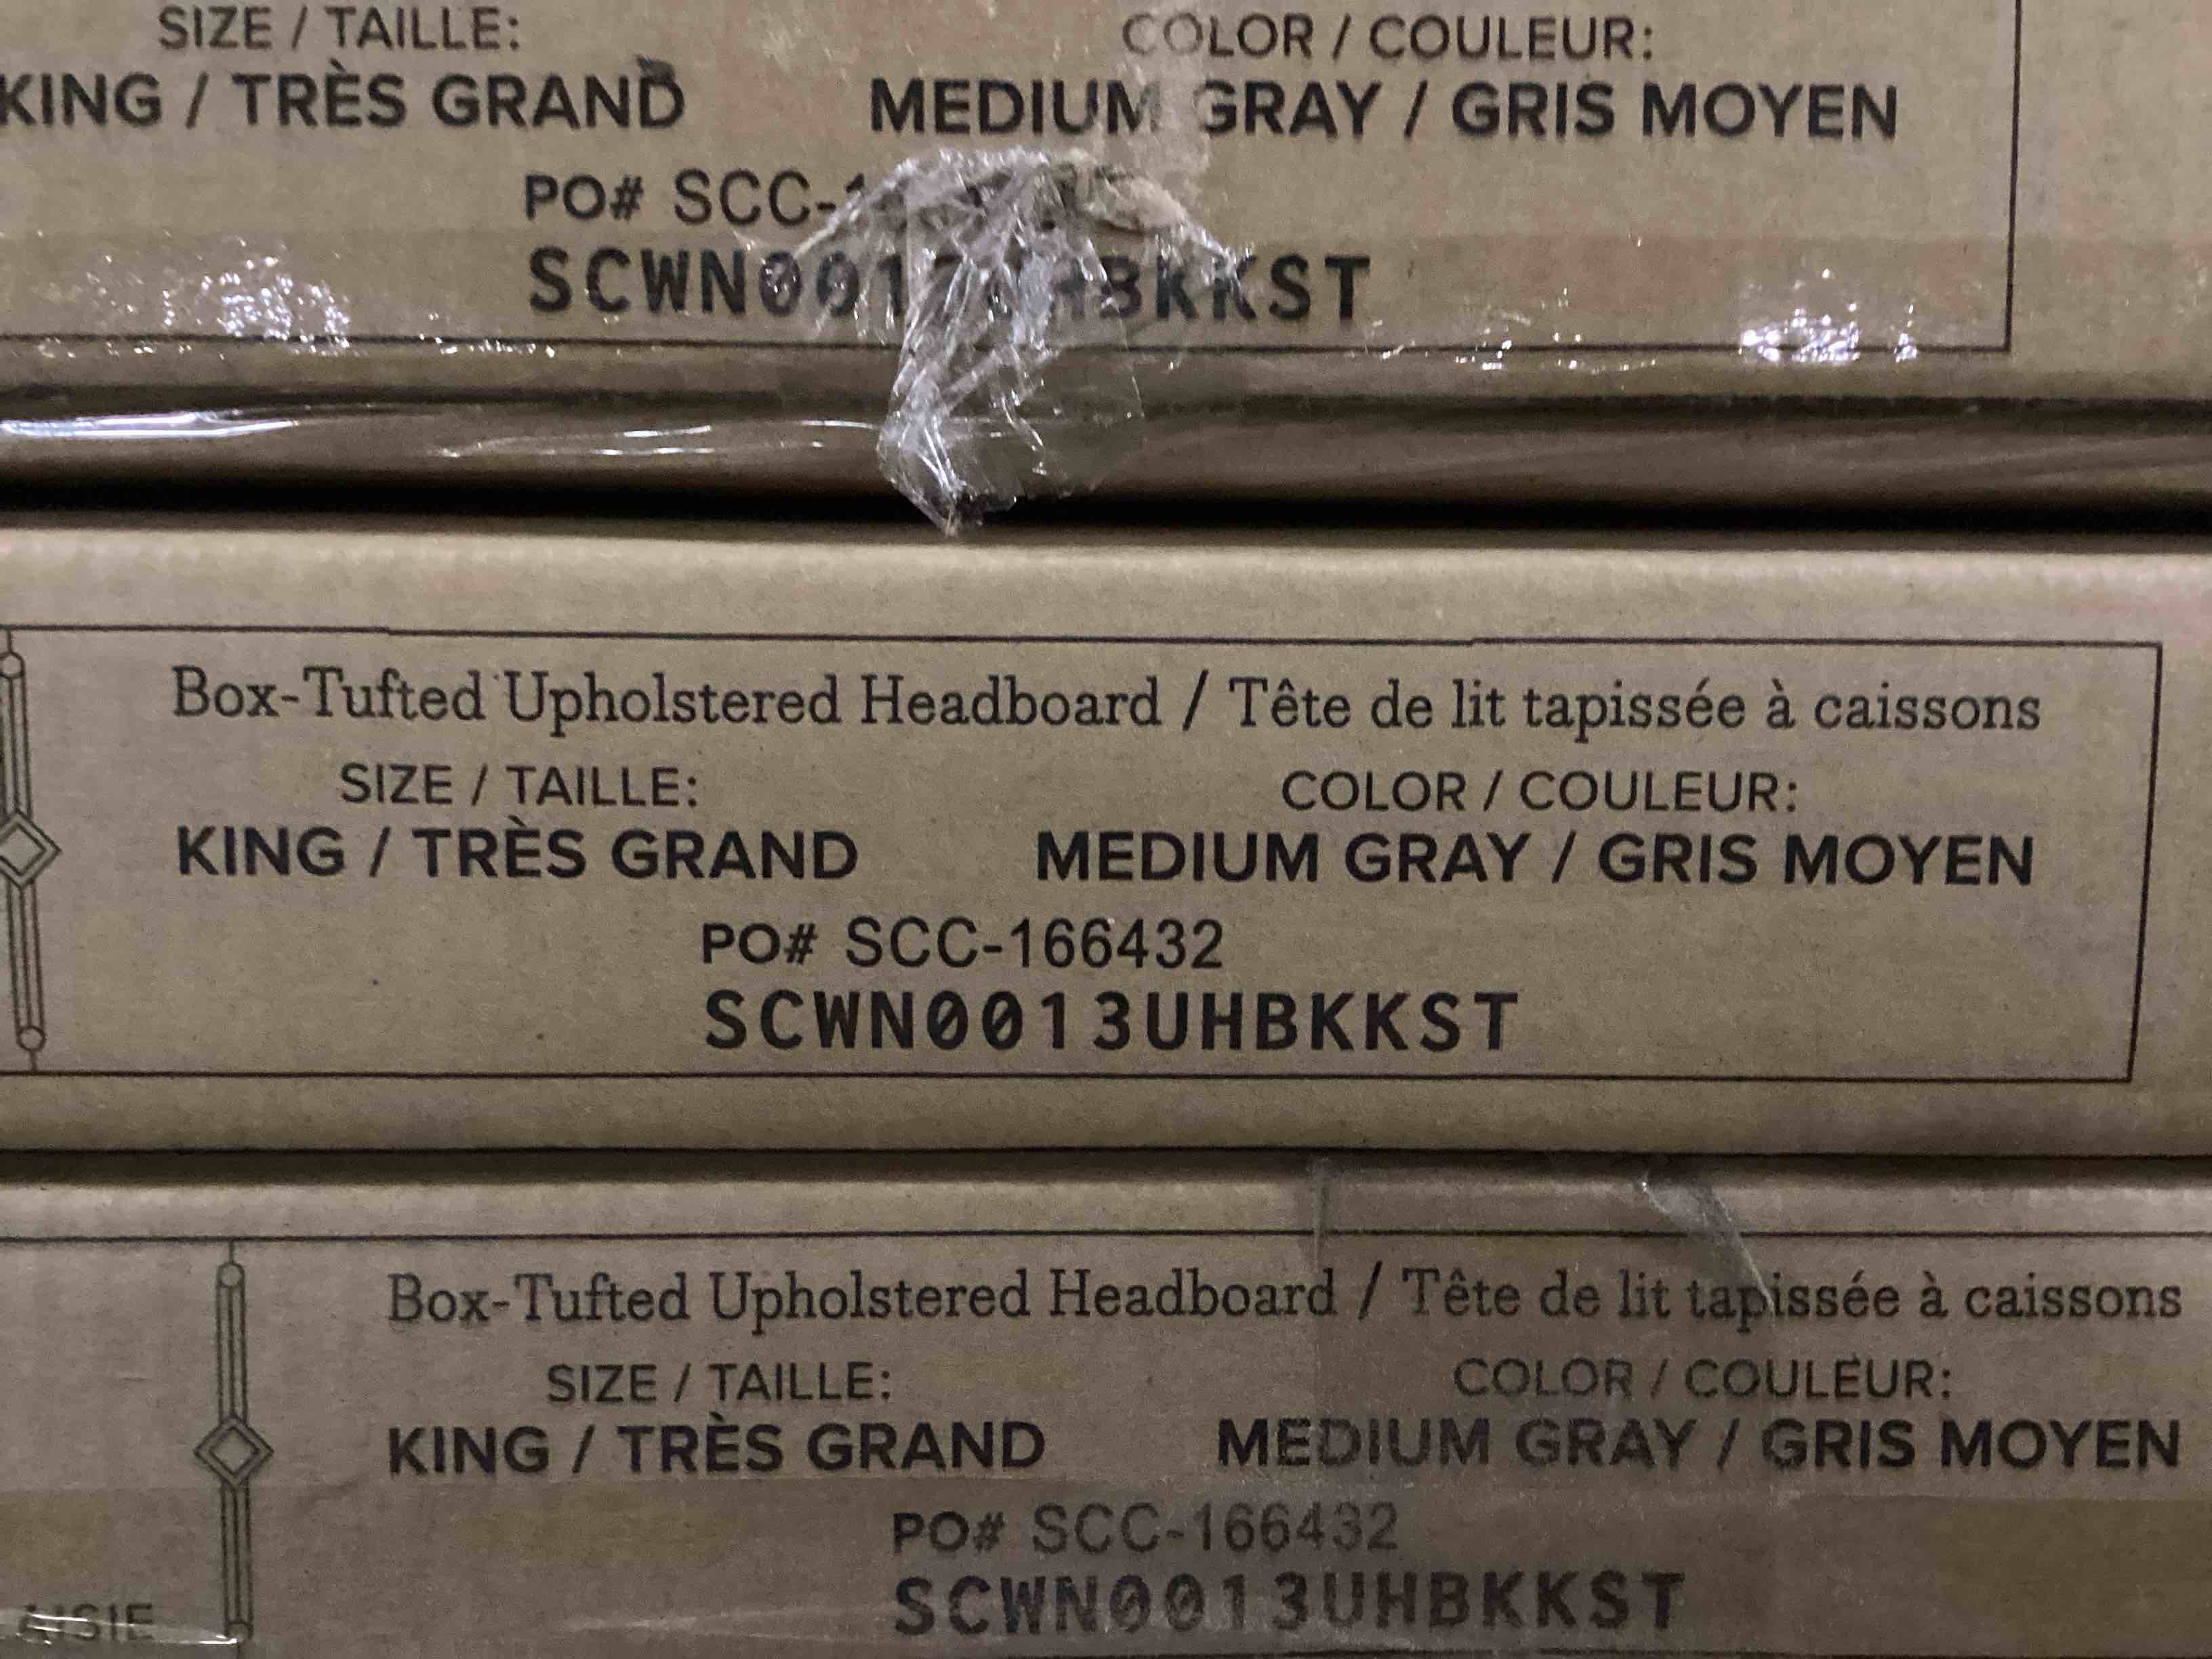 SIZE / TAILLE:
COLOR / COULEUR:
KING / TRÈS GRAND
MEDIUM GRAY / GRIS MOYEN
PO#
Box-Tufted Upholstered Headboard / Tête de lit tapissée à caissons
SIZE / TAILLE:
COLOR / COULEUR:
KING / TRÈS GRAND
MEDIUM GRAY / GRIS MOYEN
PO# SCC-166432
SCWN0013UHBKKST
Box-Tufted Upholstered Headboard / Tête de lit tapissée à caissons
SIZE / TAILLE:
COLOR / COULEUR:
KING / TRÈS GRAND
MEDIUM GRAY / GRIS MOYEN
PO# SCC-166432
SCWN0013UHBKKST